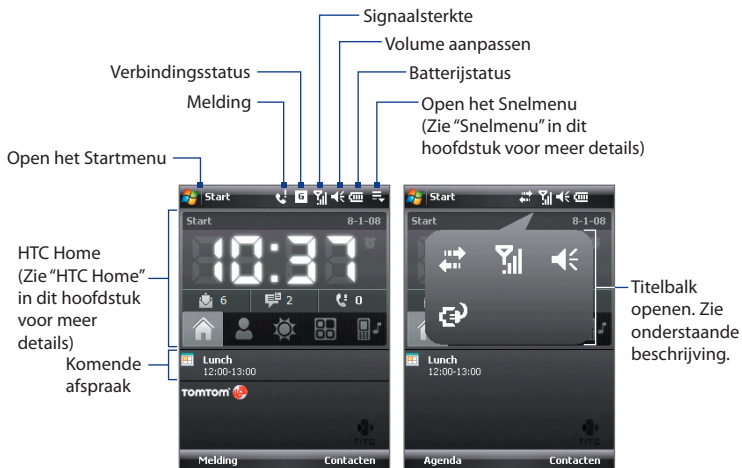 Signaalsterkte
Volume aanpassen
Verbindingsstatus
Batterijstatus
Melding
Open het Snelmenu
(Zie “Snelmenu” in dit
hoofdstuk voor meer details)
Open het Startmenu
HTC Home
(Zie “HTC Home”
in dit hoofdstuk
voor meer
details)
Komende
afspraak
Start
G
Start 8-1-08
10:37
6 2 0
Lunch
12:00-13:00
TOMTOM
hTC
Melding Contacten
Start
Start 8-1-08
Lunch
12:00-13:00
hTC
Agenda Contacten
Titelbalk
openen. Zie
onderstaande
beschrijving.